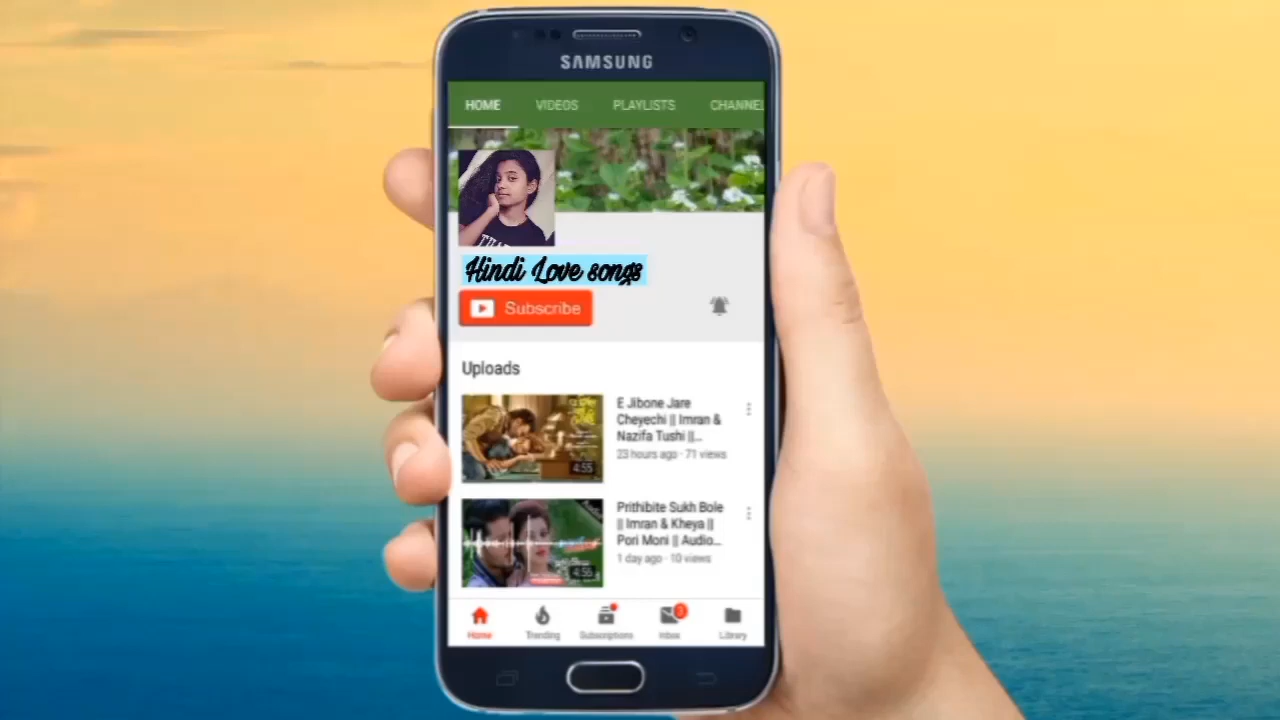 SAMSUNG
HOME VIDEOS PLAYLISTS CHANNEL
Hindi Love songs
Subscribe
Uploads
E Jibone Jare
Cheyechi || Imran &
Nazifa Tushi ||...
23 hours ago · 71 views
4:55
Prithibite Sukh Bole
|| Imran & Kheya ||
Pori Moni || Audio...
1 day ago · 10 views
4:55
Home Trending Subscriptions Inbox Library